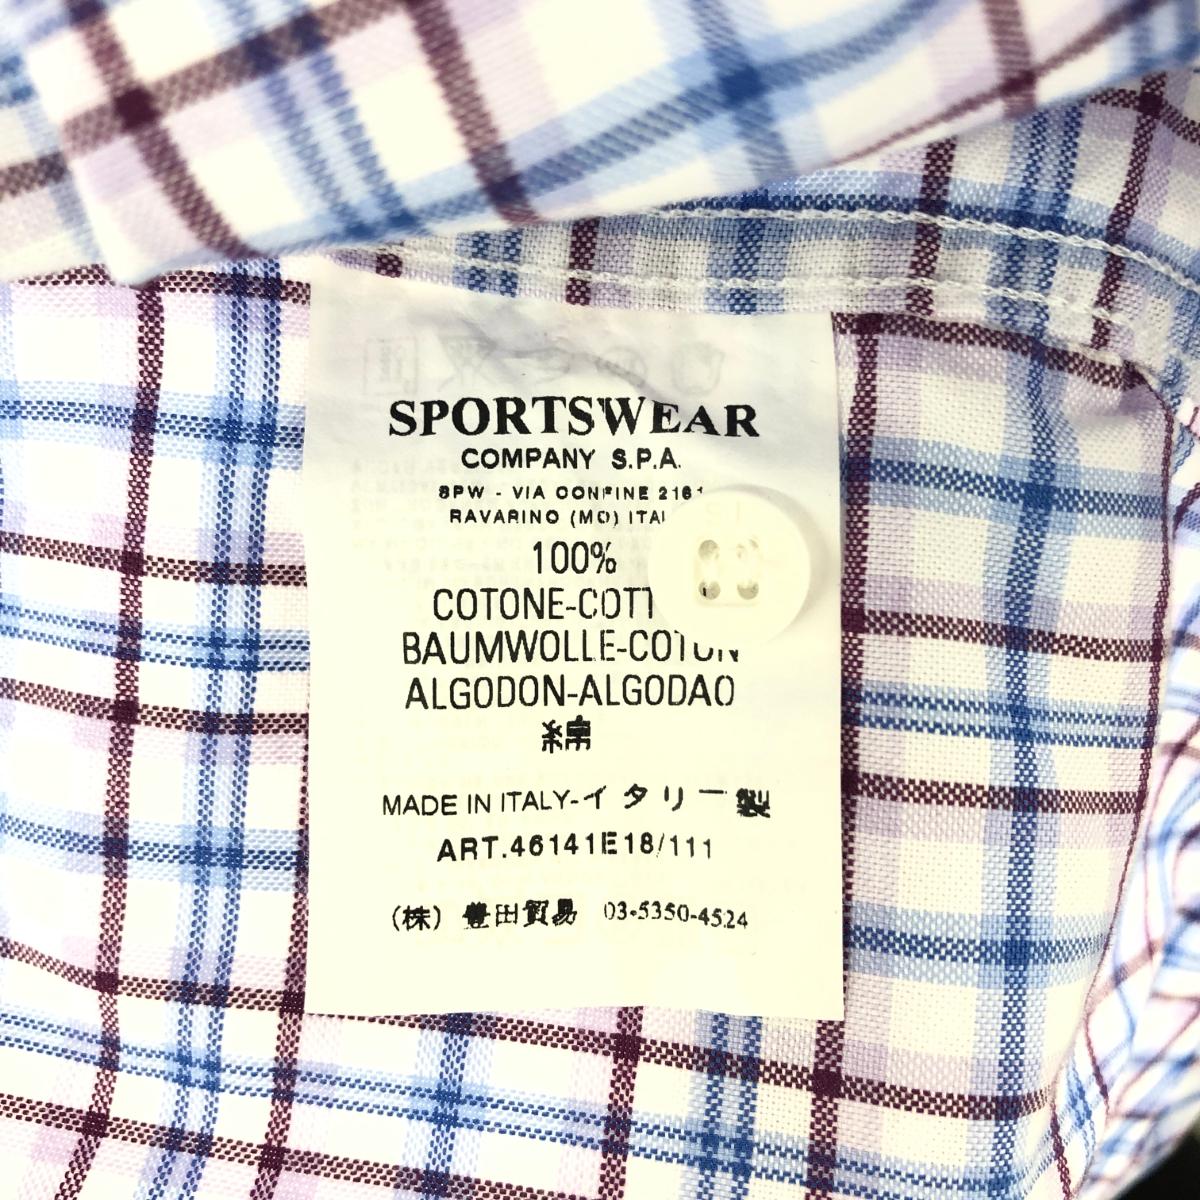 SPORTSWEAR
COMPANY S.P.A.
SPW - VIA CONFINE 2161
RAVARINO (MO) ITAL
100%
COTONE-COTT
BAUMWOLLE-COTON
ALGODON-ALGODAO
綿
MADE IN ITALY-イタリー製
ART.46141E18/111
(株) 豊田貿易 03-5350-4524